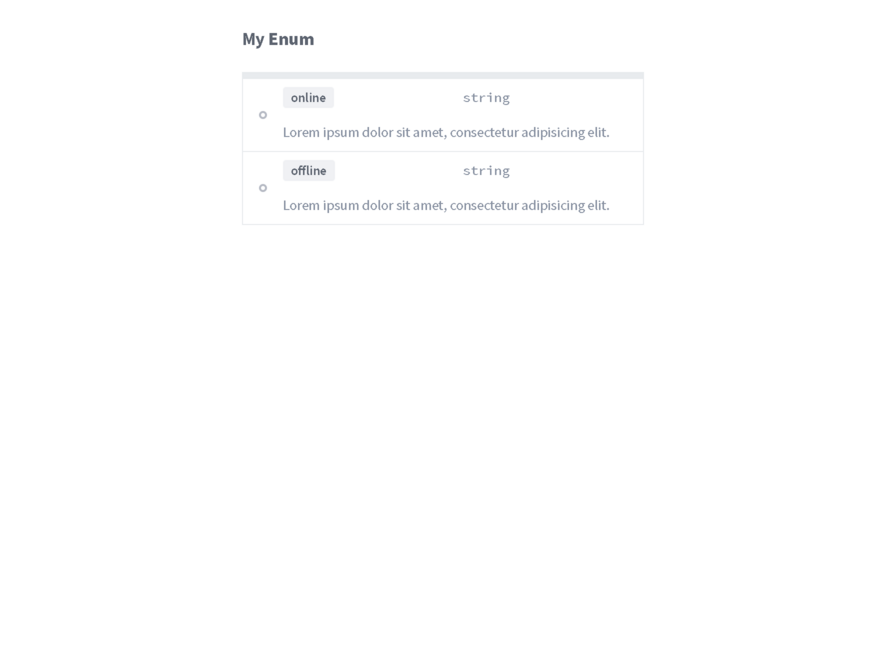 My Enum
online string
Lorem ipsum dolor sit amet, consectetur adipisicing elit.
offline string
Lorem ipsum dolor sit amet, consectetur adipisicing elit.